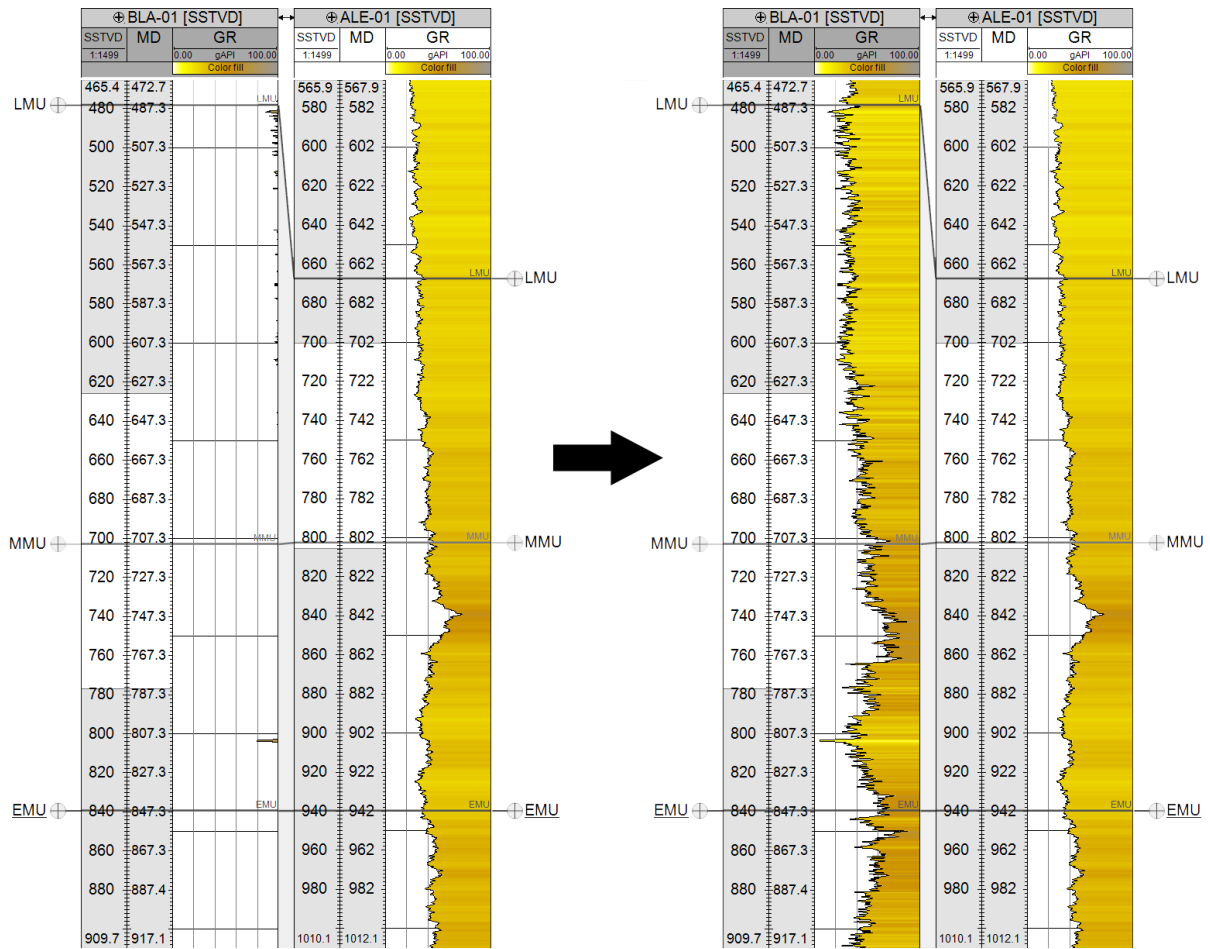 BLA-01 [SSTVD]
SSTVD MD GR
1:1499 0.00 gAPI 100.00
Color fill
ALE-01 [SSTVD]
SSTVD MD GR
1:1499 0.00 gAPI 100.00
Color fill
BLA-01 [SSTVD]
SSTVD MD GR
1:1499 0.00 gAPI 100.00
Color fill
ALE-01 [SSTVD]
SSTVD MD GR
1:1499 0.00 gAPI 100.00
Color fill
465.4 472.7 565.9 567.9 465.4 472.7 565.9 567.9
LMU LMU LMU LMU
480 487.3 580 582 480 487.3 580 582
500 507.3 600 602 500 507.3 600 602
520 527.3 620 622 520 527.3 620 622
540 547.3 640 642 540 547.3 640 642
560 567.3 660 662 560 567.3 660 662
LMU LMU LMU LMU
580 587.3 680 682 580 587.3 680 682
600 607.3 700 702 600 607.3 700 702
620 627.3 720 722 620 627.3 720 722
640 647.3 740 742 640 647.3 740 742
660 667.3 760 762 660 667.3 760 762
680 687.3 780 782 680 687.3 780 782
700 707.3 800 802 700 707.3 800 802
MMU MMU MMU MMU MMU MMU MMU MMU
720 727.3 820 822 720 727.3 820 822
740 747.3 840 842 740 747.3 840 842
760 767.3 860 862 760 767.3 860 862
780 787.3 880 882 780 787.3 880 882
800 807.3 900 902 800 807.3 900 902
820 827.3 920 922 820 827.3 920 922
EMU EMU EMU EMU EMU EMU EMU EMU
840 847.3 940 942 840 847.3 940 942
860 867.3 960 962 860 867.3 960 962
880 887.4 980 982 880 887.4 980 982
909.7 917.1 1010.1 1012.1 909.7 917.1 1010.1 1012.1